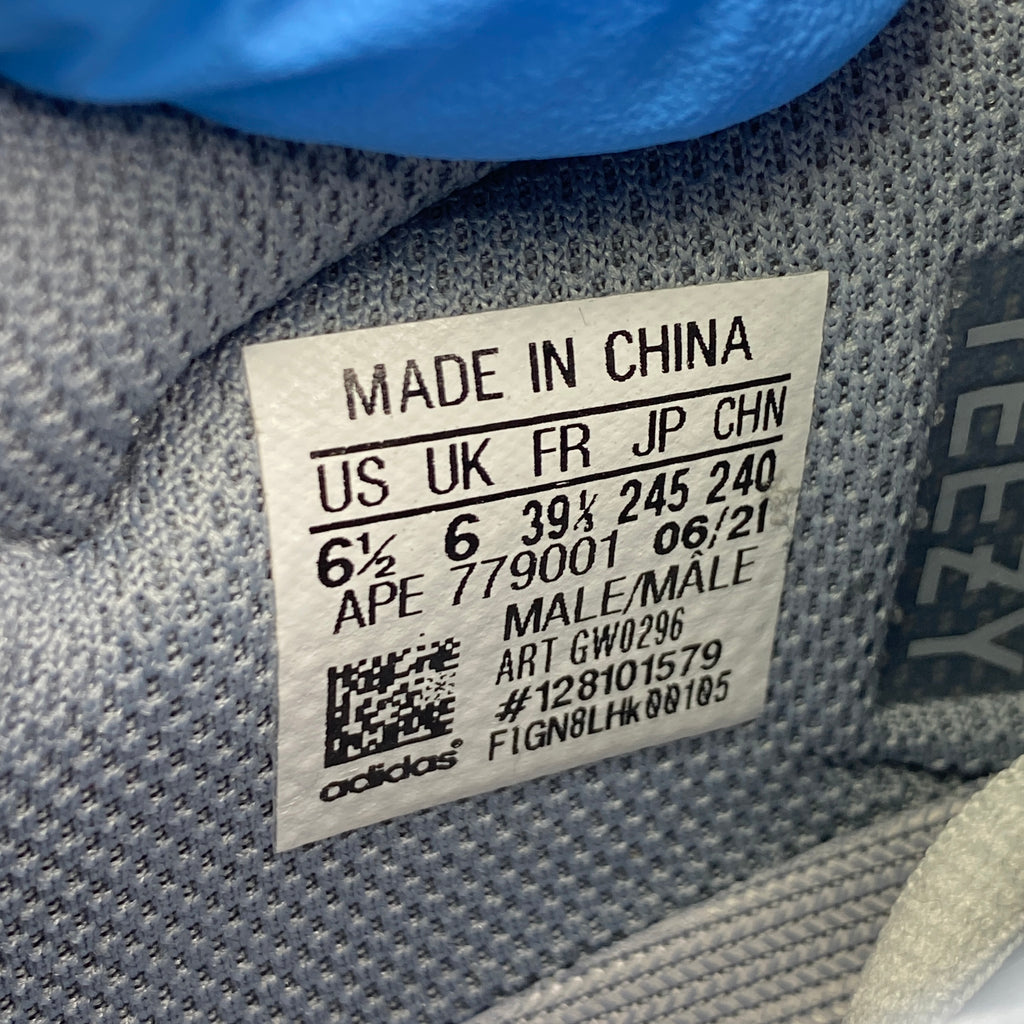 MADE IN CHINA
US UK FR JP CHN
6½ 6 39⅓ 245 240
APE 779001 06/21
MALE/MÂLE
ART GW0296
#128101579
F1GN8LHk00105
adidas®
YEEZY